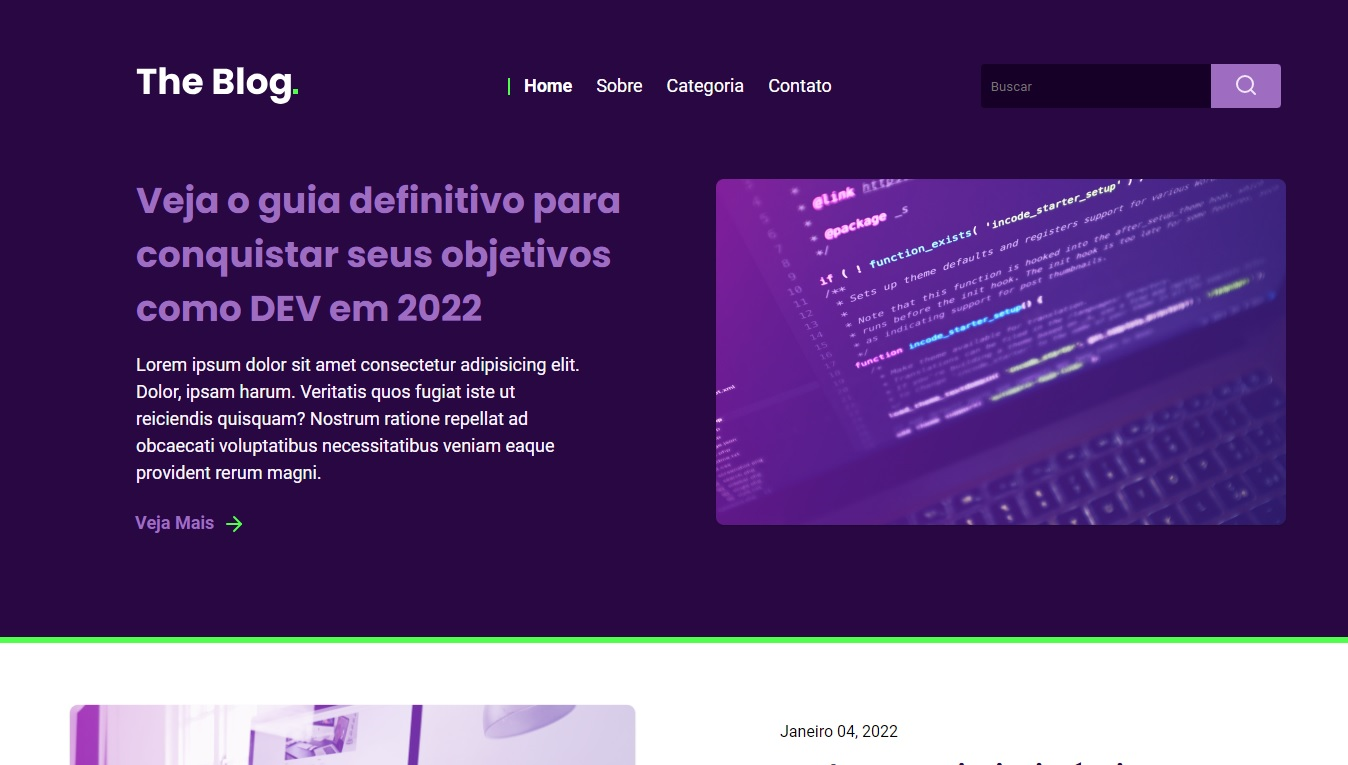 The Blog.
Home Sobre Categoria Contato
Buscar
Veja o guia definitivo para
conquistar seus objetivos
como DEV em 2022
Lorem ipsum dolor sit amet consectetur adipisicing elit.
Dolor, ipsam harum. Veritatis quos fugiat iste ut
reiciendis quisquam? Nostrum ratione repellat ad
obcaecati voluptatibus necessitatibus veniam eaque
provident rerum magni.
Veja Mais
* @link
* @package _s
*/
if ( ! function_exists( 'incode_starter_setup' ) ) :
/**
* Sets up theme defaults and registers support for various
* Note that this function is hooked into the after_setup_theme hook, which
* runs before the init hook. The init hook is too late for some features,
* as indicating support for post thumbnails.
*/
function incode_starter_setup() {
Janeiro 04, 2022